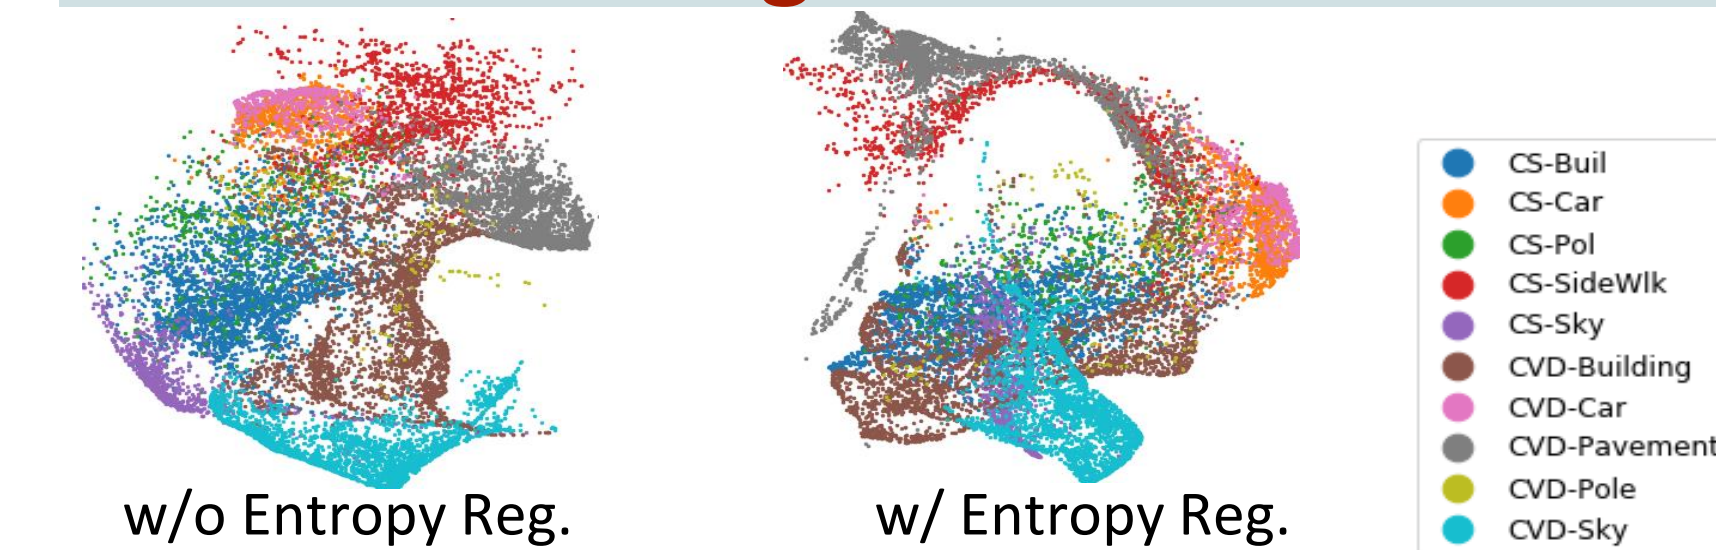 w/o Entropy Reg.
w/ Entropy Reg.
CS-Buil
CS-Car
CS-Pol
CS-SideWlk
CS-Sky
CVD-Building
CVD-Car
CVD-Pavement
CVD-Pole
CVD-Sky